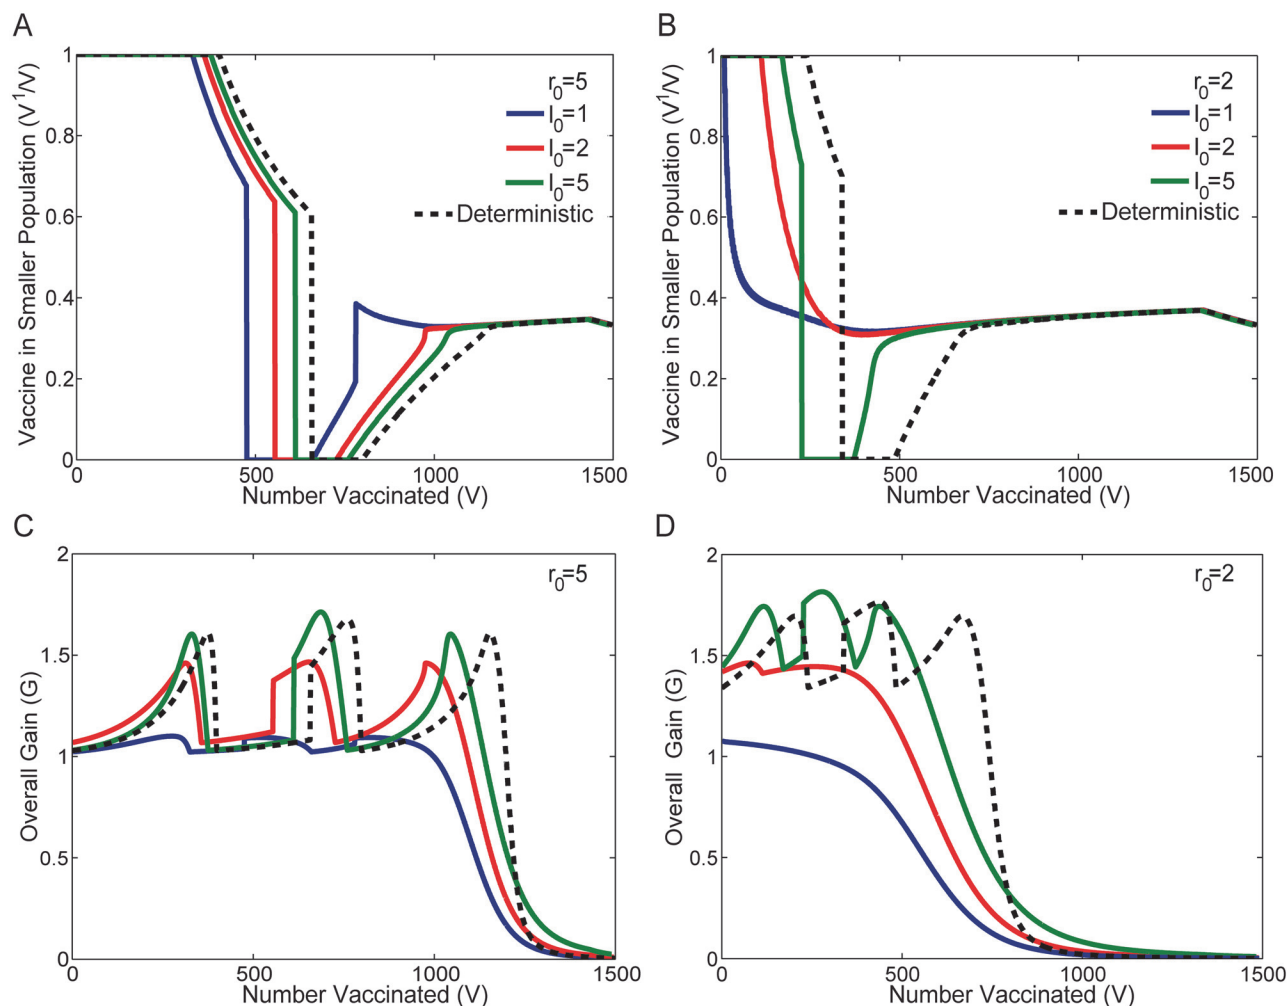 A
Vaccine in Smaller Population (V¹/V)
1
0.8
0.6
0.4
0.2
0
0
500
1000
1500
Number Vaccinated (V)
r₀=5
I₀=1
I₀=2
I₀=5
Deterministic
B
Vaccine in Smaller Population (V¹/V)
1
0.8
0.6
0.4
0.2
0
0
500
1000
1500
Number Vaccinated (V)
r₀=2
I₀=1
I₀=2
I₀=5
Deterministic
C
Overall Gain (G)
2
1.5
1
0.5
0
0
500
1000
1500
Number Vaccinated (V)
r₀=5
D
Overall Gain (G)
2
1.5
1
0.5
0
0
500
1000
1500
Number Vaccinated (V)
r₀=2